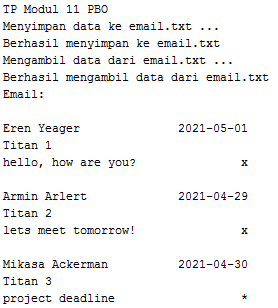 TP Modul 11 PBO
Menyimpan data ke email.txt ...
Berhasil menyimpan ke email.txt
Mengambil data dari email.txt ...
Berhasil mengambil data dari email.txt
Email:
Eren Yeager 2021-05-01
Titan 1
hello, how are you? x
Armin Arlert 2021-04-29
Titan 2
lets meet tomorrow! x
Mikasa Ackerman 2021-04-30
Titan 3
project deadline *